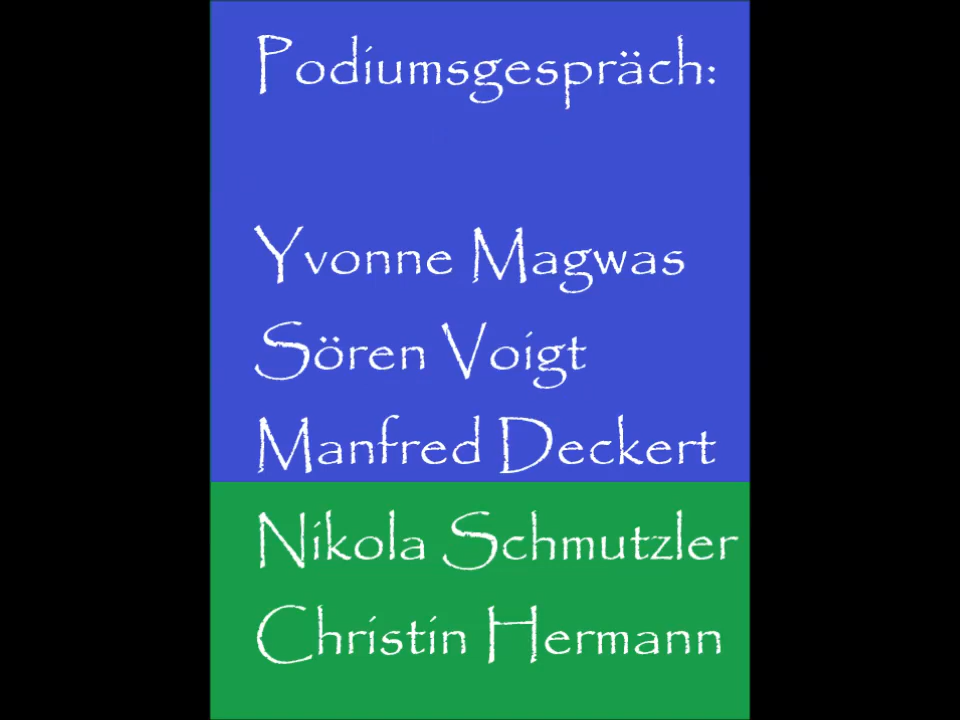 Podiumsgespräch:
Yvonne Magwas
Sören Voigt
Manfred Deckert
Nikola Schmutzler
Christin Hermann